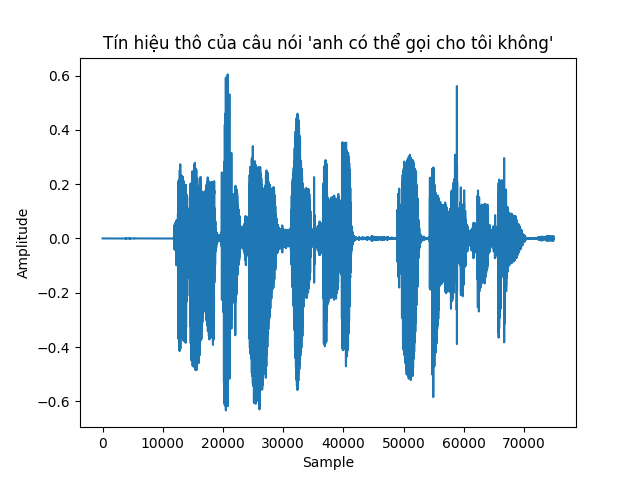 Tín hiệu thô của câu nói 'anh có thể gọi cho tôi không'
0.6
0.4
0.2
0.0
−0.2
−0.4
−0.6
Amplitude
0 10000 20000 30000 40000 50000 60000 70000
Sample